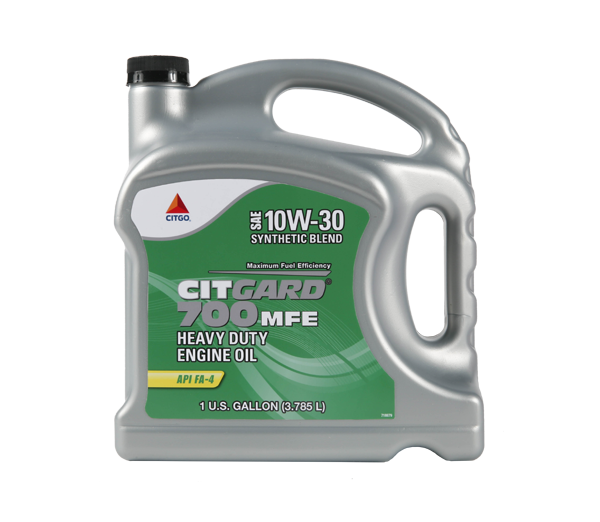 CITGO
SAE 10W-30
SYNTHETIC BLEND
Maximum Fuel Efficiency
CITGARD®
700 MFE
HEAVY DUTY
ENGINE OIL
API FA-4
1 U.S. GALLON (3.785 L)